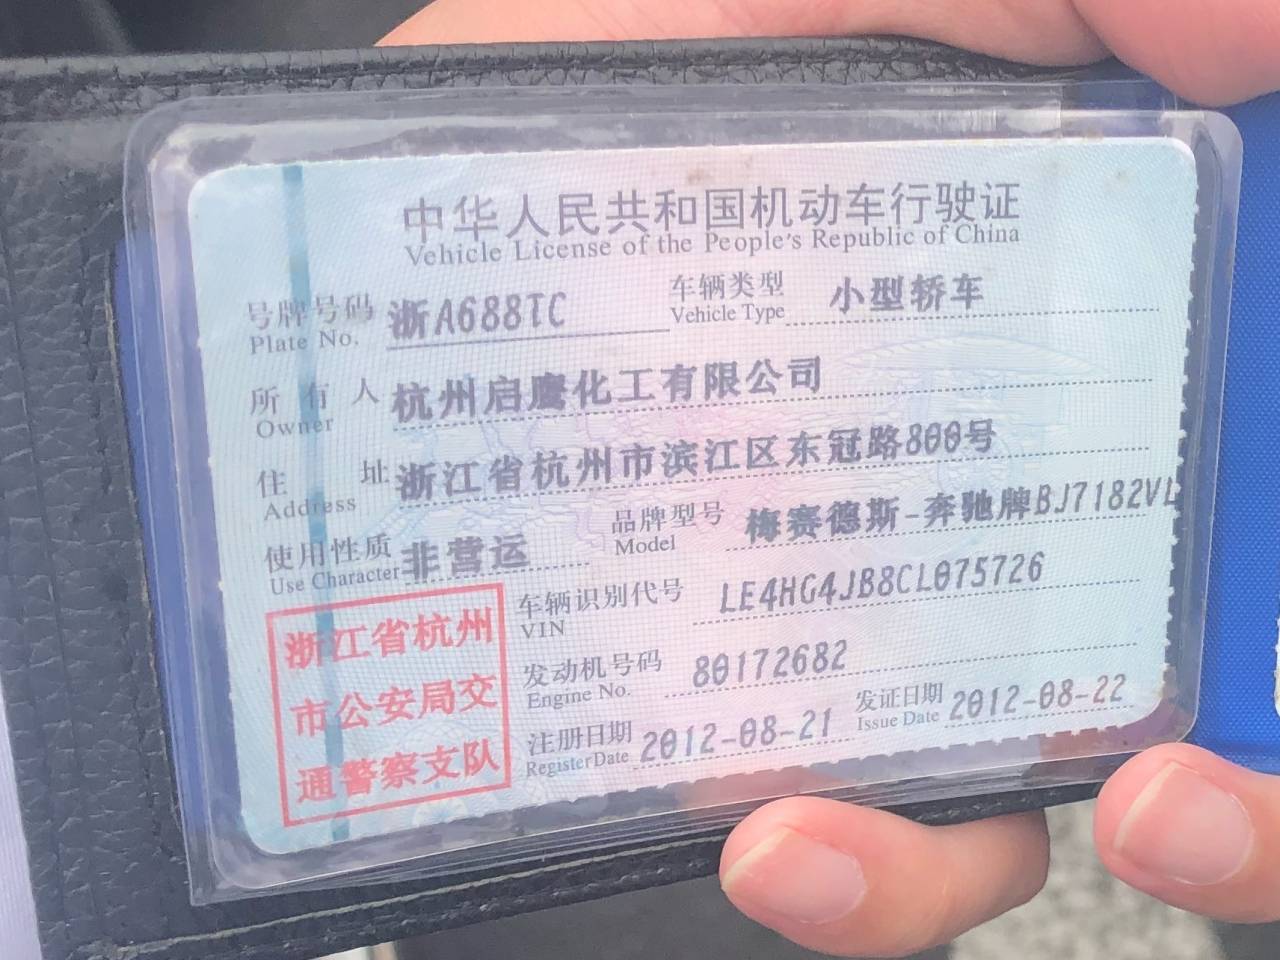 中华人民共和国机动车行驶证
Vehicle License of the People's Republic of China
号牌号码 浙A688TC 车辆类型 小型轿车
Plate No. Vehicle Type
所有人 杭州启鹰化工有限公司
Owner
住址 浙江省杭州市滨江区东冠路800号
Address
使用性质 非营运 品牌型号 梅赛德斯-奔驰牌BJ7182VL
Use Character Model
车辆识别代号 LE4HG4JB8CL075726
VIN
发动机号码 80172682
Engine No.
注册日期 2012-08-21 发证日期 2012-08-22
Register Date Issue Date
浙江省杭州
市公安局交
通警察支队